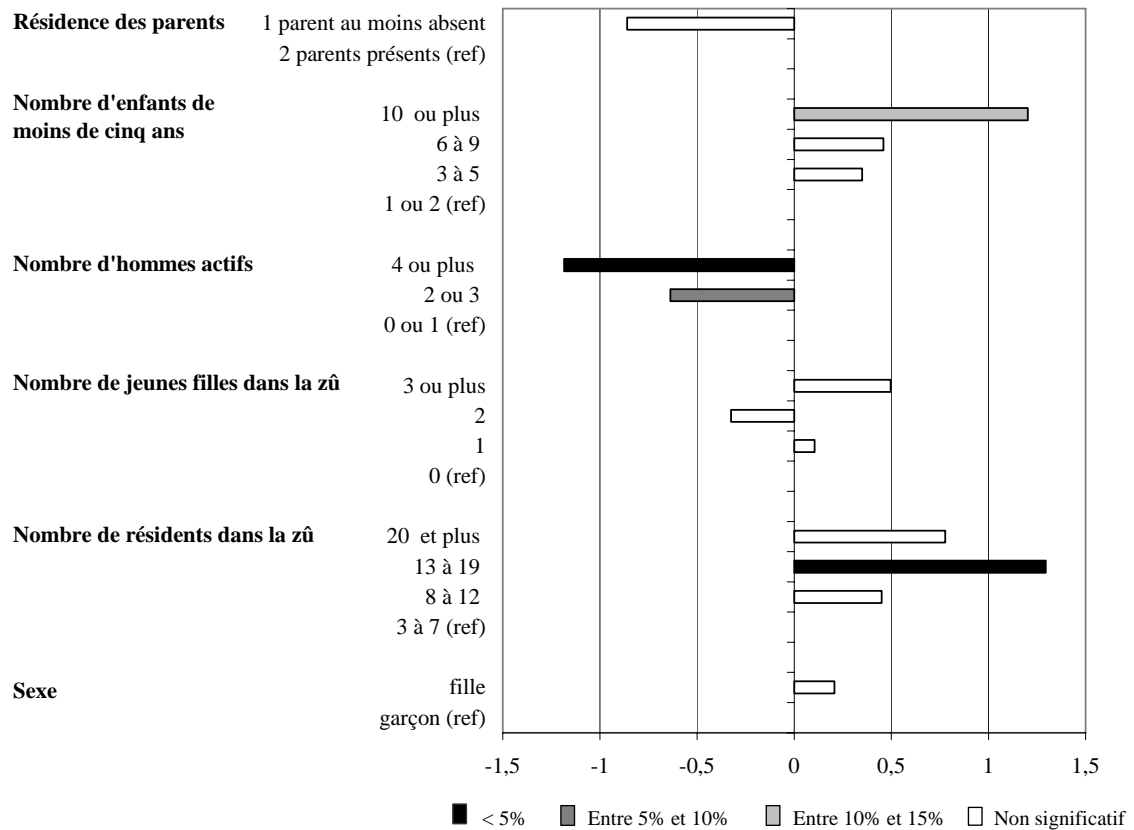 Résidence des parents 1 parent au moins absent
2 parents présents (ref)
Nombre d'enfants de
moins de cinq ans
10 ou plus
6 à 9
3 à 5
1 ou 2 (ref)
Nombre d'hommes actifs 4 ou plus
2 ou 3
0 ou 1 (ref)
Nombre de jeunes filles dans la zû 3 ou plus
2
1
0 (ref)
Nombre de résidents dans la zû 20 et plus
13 à 19
8 à 12
3 à 7 (ref)
Sexe fille
garçon (ref)
-1,5 -1 -0,5 0 0,5 1 1,5
< 5% Entre 5% et 10% Entre 10% et 15% Non significatif